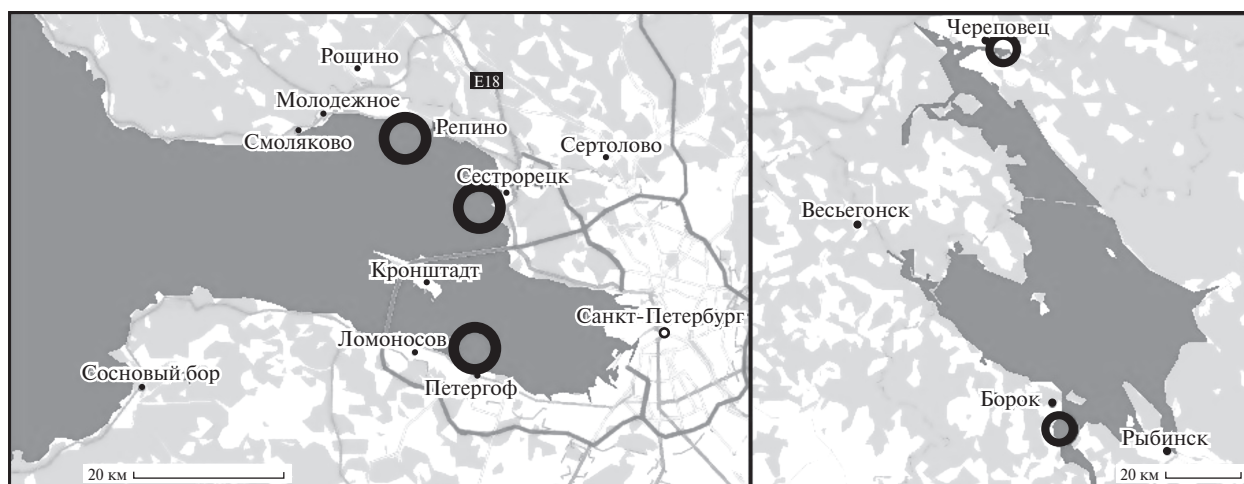 Рощино
E18
Молодежное
Смоляково
Репино
Сертолово
Сестрорецк
Кронштадт
Санкт-Петербург
Ломоносов
Петергоф
Сосновый бор
20 км
Череповец
Весьегонск
Борок
Рыбинск
20 км